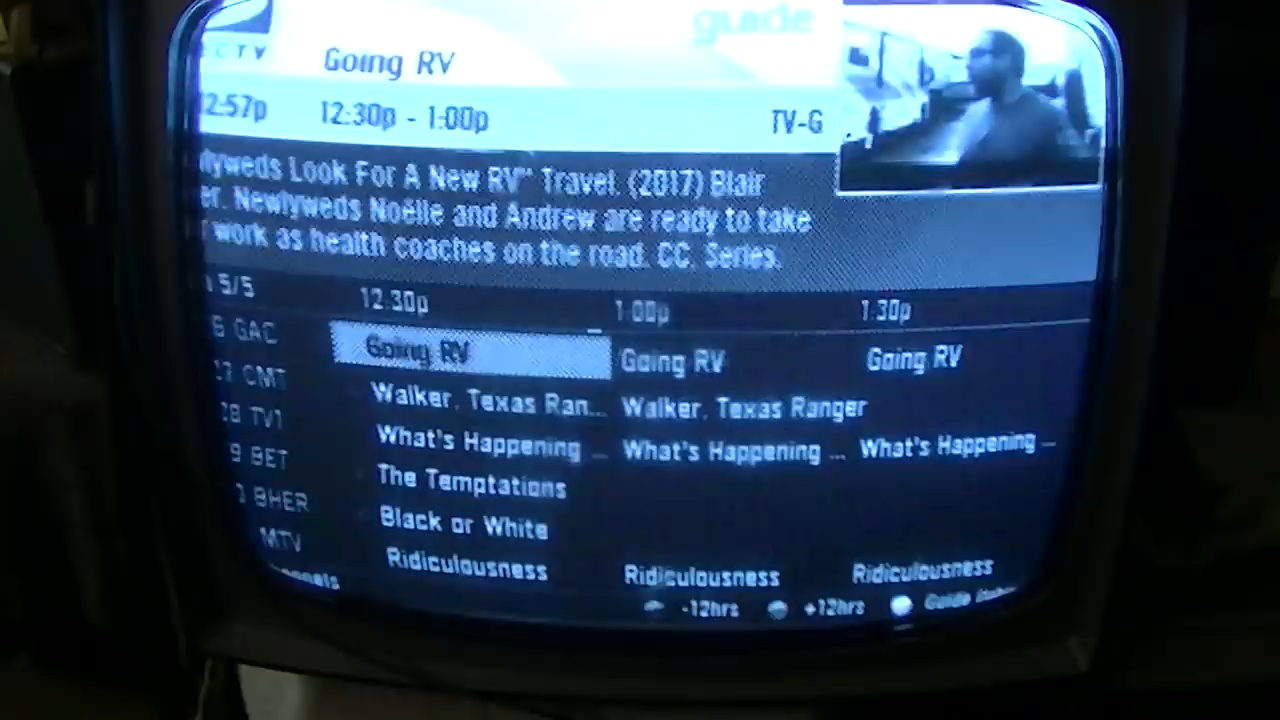 guide
CTV
Going RV
2:57p
12:30p - 1:00p
TV-G
lyweds Look For A New RV" Travel. (2017) Blair
er. Newlyweds Noëlle and Andrew are ready to take
work as health coaches on the road. CC, Series.
5/5
12:30p
1:00p
1:30p
GAC
Going RV
Going RV
Going RV
CMT
Walker, Texas Ran...
Walker, Texas Ranger
TV1
What's Happening ...
What's Happening ...
What's Happening ...
9 BET
The Temptations
BHER
Black or White
MTV
Ridiculousness
Ridiculousness
Ridiculousness
-12hrs
+12hrs
Guide